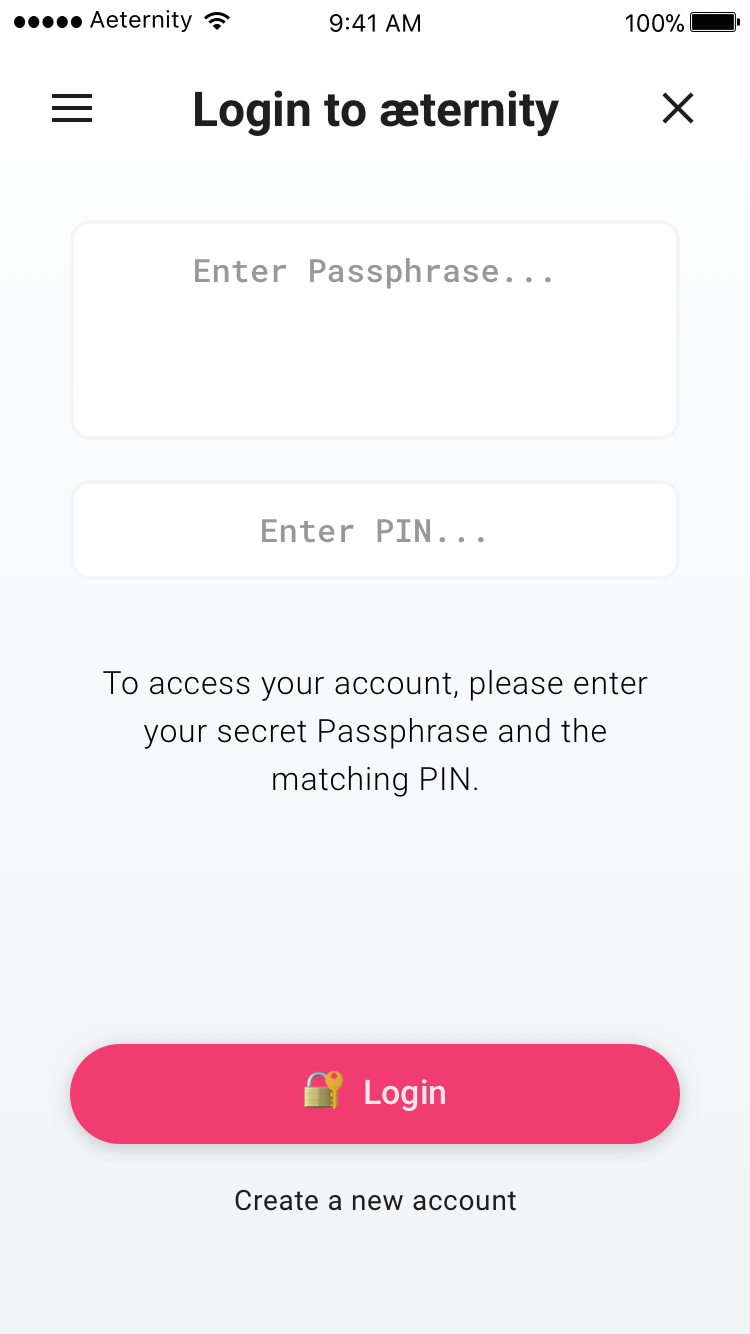 Aeternity 9:41 AM 100%
Login to æternity
Enter Passphrase...
Enter PIN...
To access your account, please enter
your secret Passphrase and the
matching PIN.
Login
Create a new account